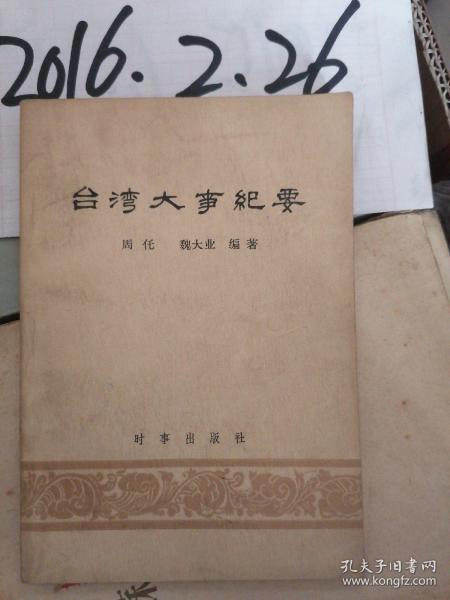 2016.2.26
台湾大事纪要
周任 魏大业 编著
时事出版社
孔夫子旧书网
www.kongfz.com